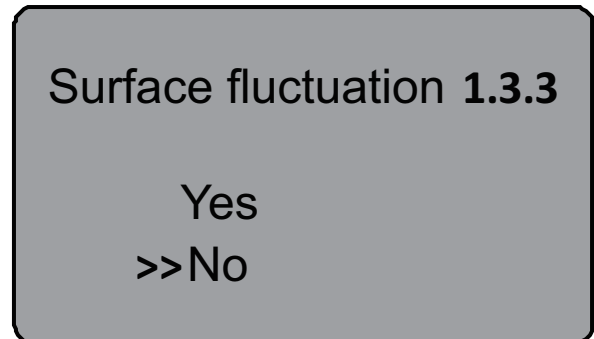 Surface fluctuation 1.3.3
Yes
>>No